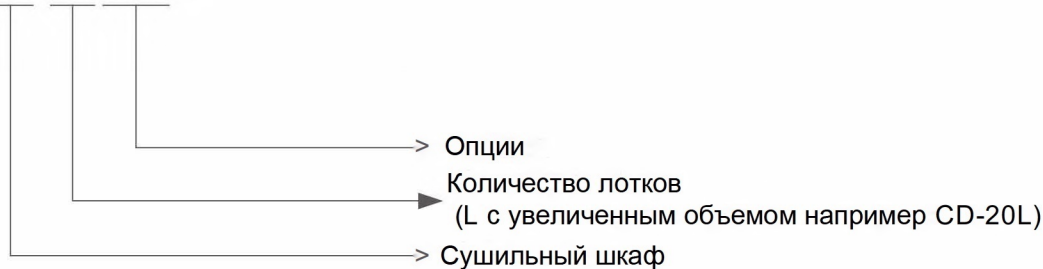 Опции
Количество лотков
(L с увеличенным объемом например CD-20L)
Сушильный шкаф